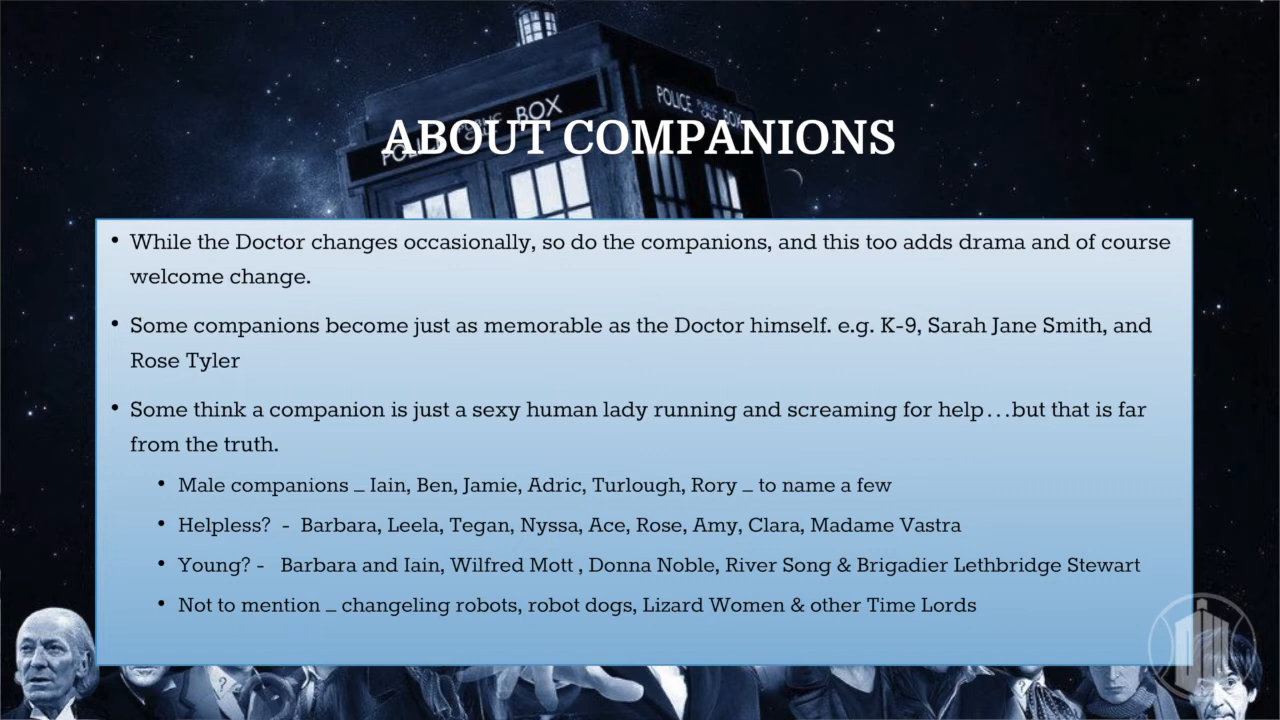 POLICE PUBLIC BOX
POLICE PUBLIC BOX
ABOUT COMPANIONS
• While the Doctor changes occasionally, so do the companions, and this too adds drama and of course
welcome change.
• Some companions become just as memorable as the Doctor himself. e.g. K-9, Sarah Jane Smith, and
Rose Tyler
• Some think a companion is just a sexy human lady running and screaming for help…but that is far
from the truth.
• Male companions _ Iain, Ben, Jamie, Adric, Turlough, Rory _ to name a few
• Helpless? - Barbara, Leela, Tegan, Nyssa, Ace, Rose, Amy, Clara, Madame Vastra
• Young? - Barbara and Iain, Wilfred Mott , Donna Noble, River Song & Brigadier Lethbridge Stewart
• Not to mention _ changeling robots, robot dogs, Lizard Women & other Time Lords